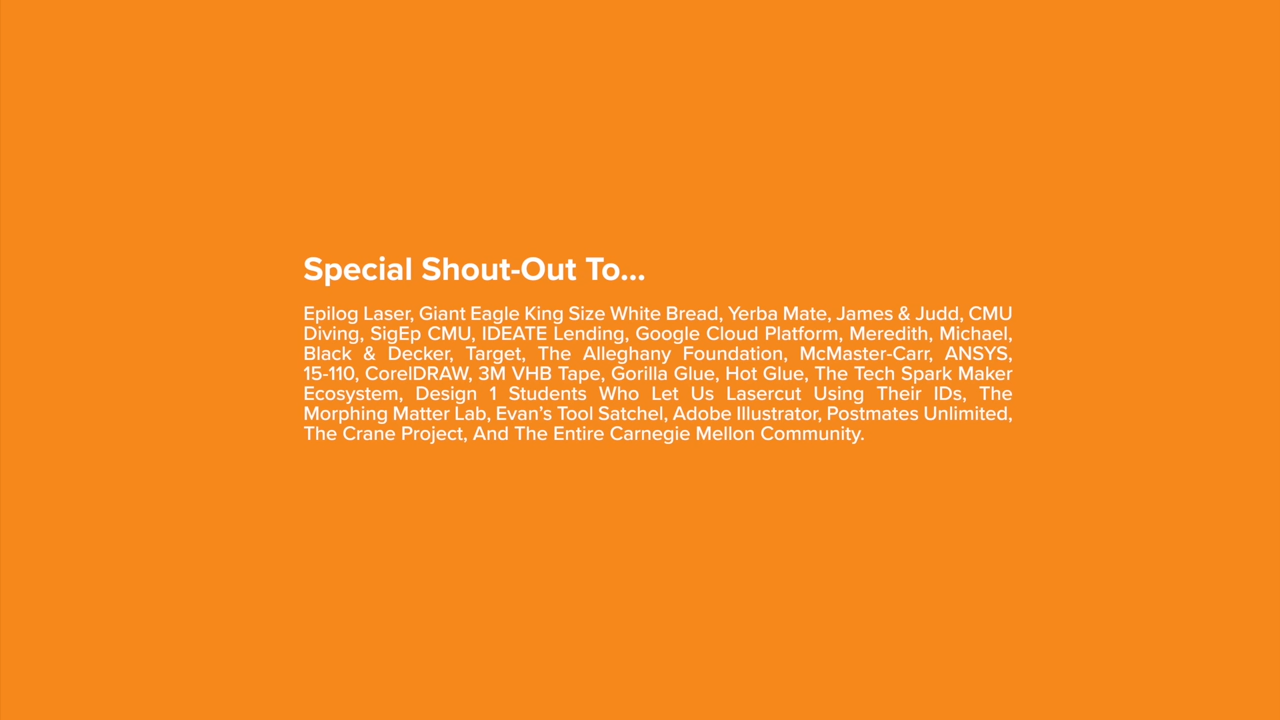 Special Shout-Out To...
Epilog Laser, Giant Eagle King Size White Bread, Yerba Mate, James & Judd, CMU
Diving, SigEp CMU, IDEATE Lending, Google Cloud Platform, Meredith, Michael,
Black & Decker, Target, The Alleghany Foundation, McMaster-Carr, ANSYS,
15-110, CorelDRAW, 3M VHB Tape, Gorilla Glue, Hot Glue, The Tech Spark Maker
Ecosystem, Design 1 Students Who Let Us Lasercut Using Their IDs, The
Morphing Matter Lab, Evan’s Tool Satchel, Adobe Illustrator, Postmates Unlimited,
The Crane Project, And The Entire Carnegie Mellon Community.